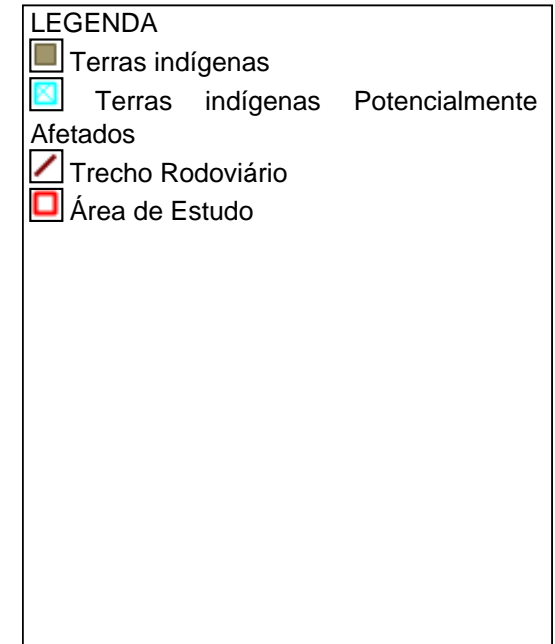 LEGENDA
Terras indígenas
Terras indígenas Potencialmente
Afetados
Trecho Rodoviário
Área de Estudo